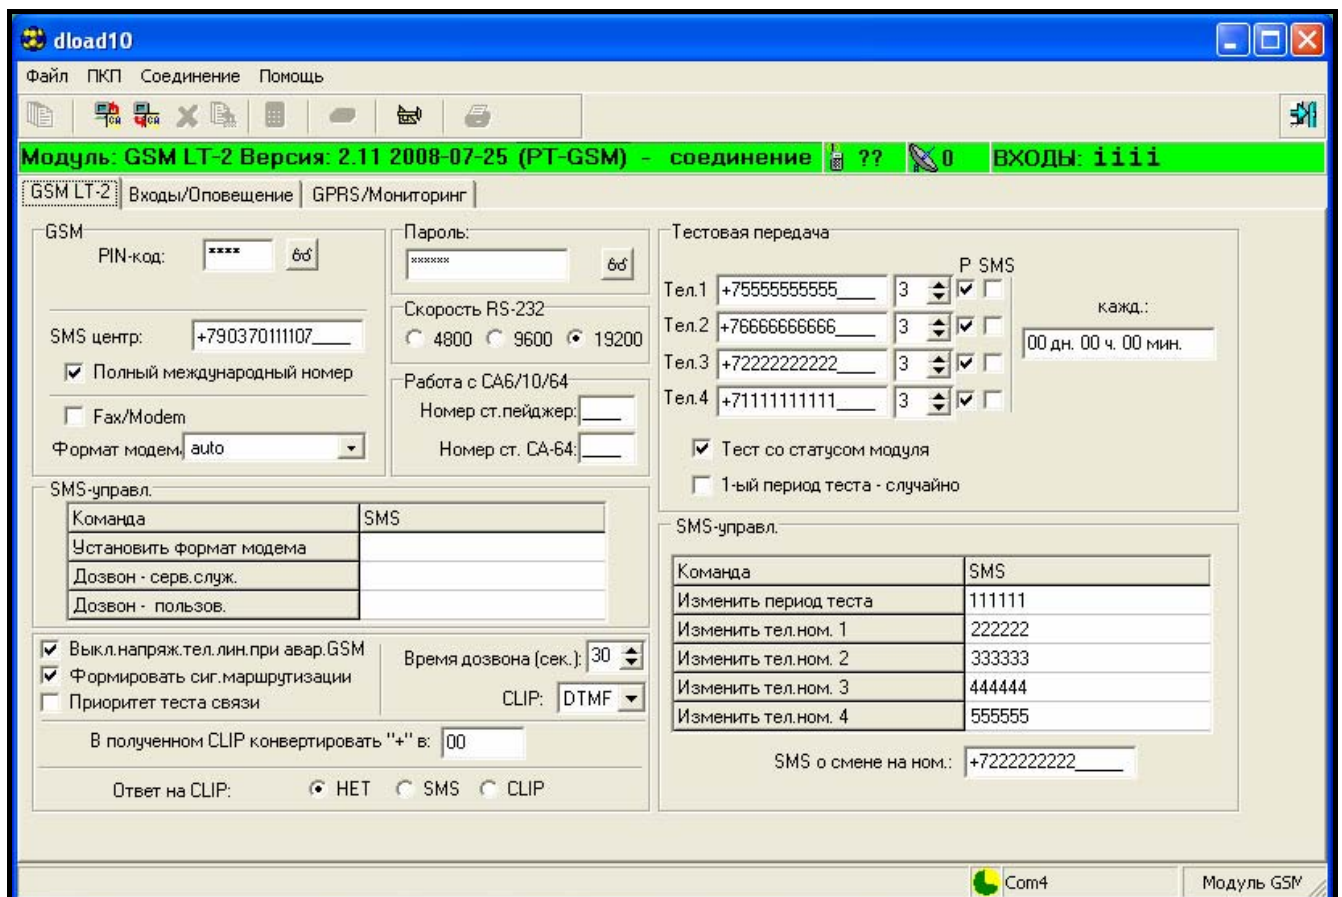 dload10
Файл ПКП Соединение Помощь
Модуль: GSM LT-2 Версия: 2.11 2008-07-25 (PT-GSM) - соединение ?? 0 ВХОДЫ: iiii
GSM LT-2 Входы/Оповещение GPRS/Мониторинг
GSM
PIN-код: ****
SMS центр: +790370111107____
Полный международный номер
Fax/Modem
Формат модем. auto
Пароль:
******
Скорость RS-232
4800 9600 19200
Работа с CA6/10/64
Номер ст.пейджер: ____
Номер ст. CA-64: ____
SMS-управл.
Команда SMS
Установить формат модема
Дозвон - серв.служ.
Дозвон - пользов.
Выкл.напряж.тел.лин.при авар.GSM
Формировать сиг.маршрутизации
Приоритет теста связи
Время дозвона (сек.): 30
CLIP: DTMF
В полученном CLIP конвертировать "+" в: 00
Ответ на CLIP: НЕТ SMS CLIP
Тестовая передача
P SMS
Тел.1 +75555555555____ 3
Тел.2 +76666666666____ 3
Тел.3 +72222222222____ 3
Тел.4 +71111111111____ 3
кажд.:
00 дн. 00 ч. 00 мин.
Тест со статусом модуля
1-ый период теста - случайно
SMS-управл.
Команда SMS
Изменить период теста 111111
Изменить тел.ном. 1 222222
Изменить тел.ном. 2 333333
Изменить тел.ном. 3 444444
Изменить тел.ном. 4 555555
SMS о смене на ном.: +7222222222_____
Com4 Модуль GSM